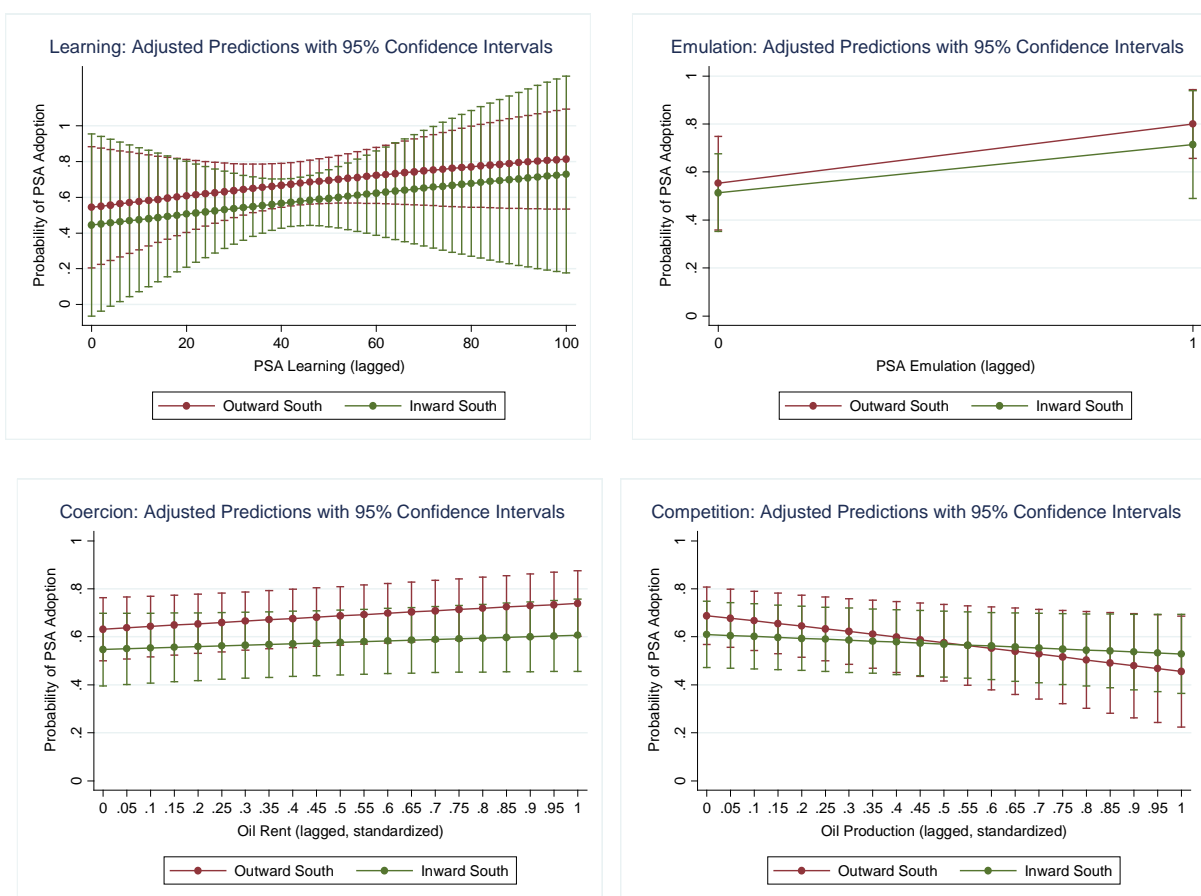 Learning: Adjusted Predictions with 95% Confidence Intervals
Probability of PSA Adoption
1
.8
.6
.4
.2
0
0 20 40 60 80 100
PSA Learning (lagged)
Outward South Inward South
Emulation: Adjusted Predictions with 95% Confidence Intervals
Probability of PSA Adoption
1
.8
.6
.4
.2
0
0 1
PSA Emulation (lagged)
Outward South Inward South
Coercion: Adjusted Predictions with 95% Confidence Intervals
Probability of PSA Adoption
1
.8
.6
.4
.2
0
0 .05 .1 .15 .2 .25 .3 .35 .4 .45 .5 .55 .6 .65 .7 .75 .8 .85 .9 .95 1
Oil Rent (lagged, standardized)
Outward South Inward South
Competition: Adjusted Predictions with 95% Confidence Intervals
Probability of PSA Adoption
1
.8
.6
.4
.2
0
0 .05 .1 .15 .2 .25 .3 .35 .4 .45 .5 .55 .6 .65 .7 .75 .8 .85 .9 .95 1
Oil Production (lagged, standardized)
Outward South Inward South